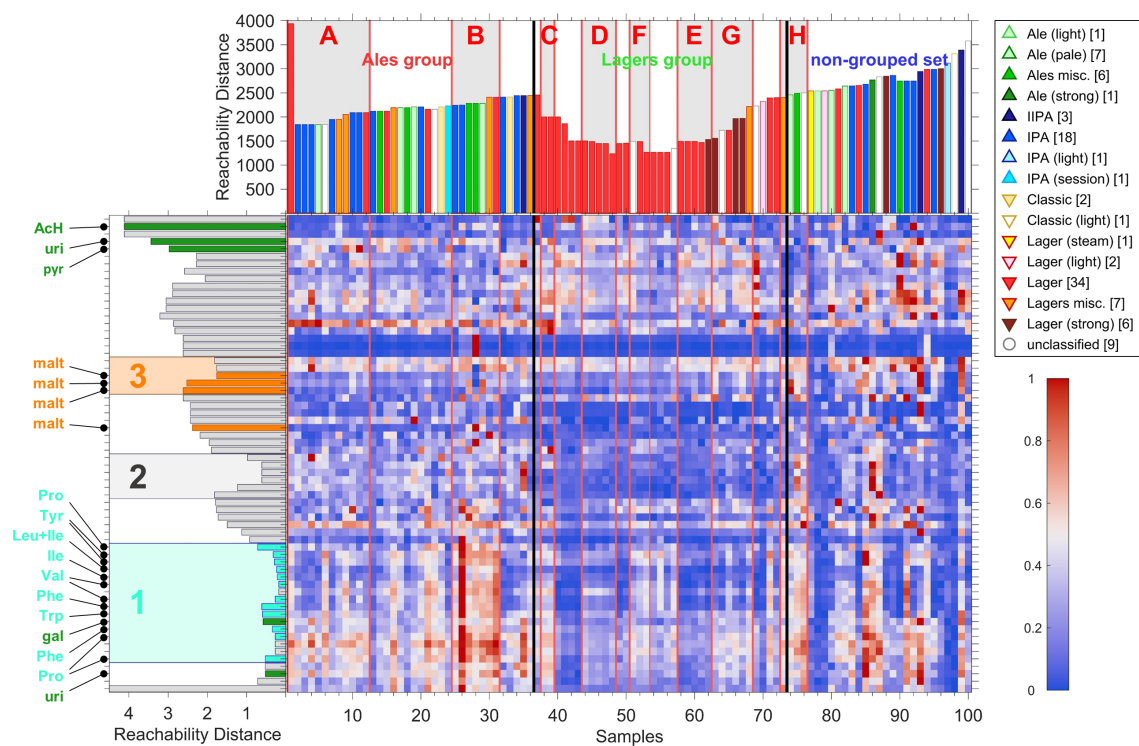 4000
3500
3000
2500
2000
1500
1000
500
Reachability Distance
A
B
C
D
F
E
G
H
Ales group
Lagers group
non-grouped set
Ale (light) [1]
Ale (pale) [7]
Ales misc. [6]
Ale (strong) [1]
IIPA [3]
IPA [18]
IPA (light) [1]
IPA (session) [1]
Classic [2]
Classic (light) [1]
Lager (steam) [1]
Lager (light) [2]
Lager [34]
Lagers misc. [7]
Lager (strong) [6]
unclassified [9]
AcH
uri
pyr
malt
malt
malt
malt
Pro
Tyr
Leu+Ile
Ile
Val
Phe
Trp
gal
Phe
Pro
uri
3
2
1
4 3 2 1
Reachability Distance
10 20 30 40 50 60 70 80 90 100
Samples
1
0.8
0.6
0.4
0.2
0